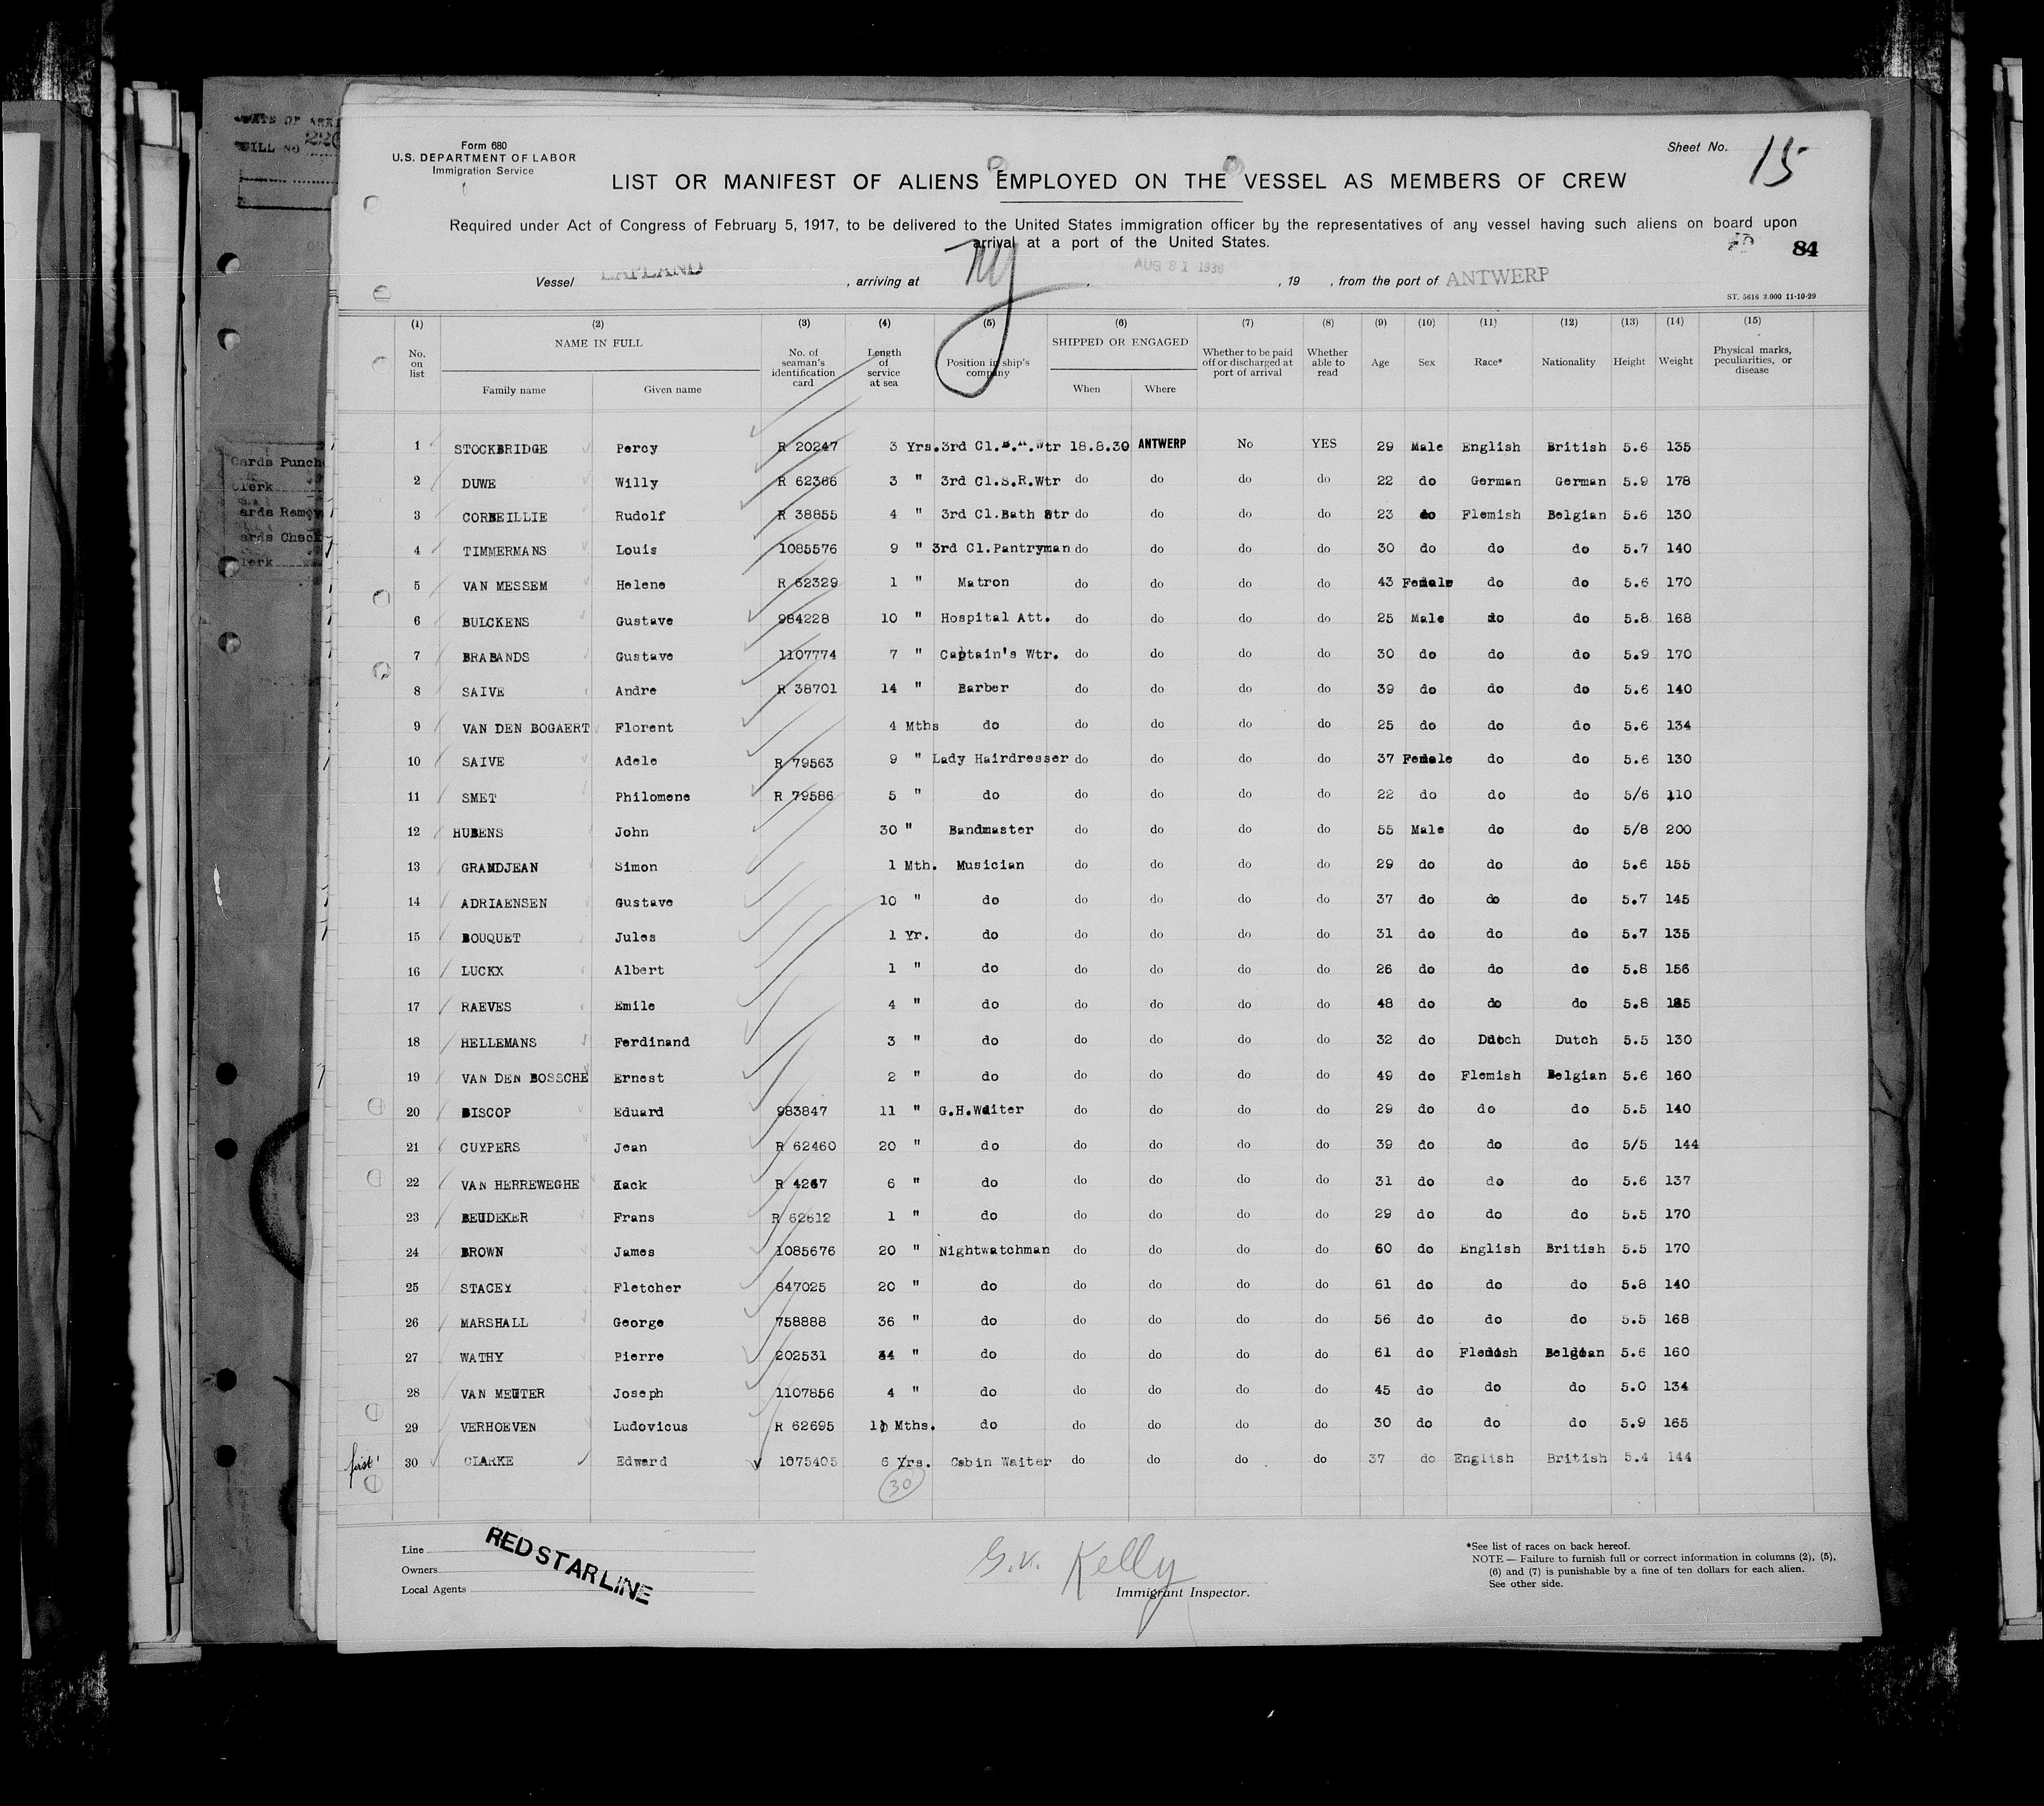 DATE OF ARRI
BILL No 226
Cards Punch
Clerk
ards Remov
ards Check
lerk
Form 680
U.S. DEPARTMENT OF LABOR
Immigration Service
Sheet No. 15
LIST OR MANIFEST OF ALIENS EMPLOYED ON THE VESSEL AS MEMBERS OF CREW
Required under Act of Congress of February 5, 1917, to be delivered to the United States immigration officer by the representatives of any vessel having such aliens on board upon
arrival at a port of the United States.
84
Vessel LAPLAND , arriving at NY , AUG 31 1930 , 19 , from the port of ANTWERP
ST. 5616 3.000 11-10-29
(1) (2) (3) (4) (5) (6) (7) (8) (9) (10) (11) (12) (13) (14) (15)
No. on list NAME IN FULL Family name Given name No. of seaman's identification card Length of service at sea Position in ship's company SHIPPED OR ENGAGED When Where Whether to be paid off or discharged at port of arrival Whether able to read Age Sex Race* Nationality Height Weight Physical marks, peculiarities, or disease
1 STOCKBRIDGE Percy R 20247 3 Yrs. 3rd Cl. Wtr 18.8.30 ANTWERP No YES 29 Male English British 5.6 135
2 DUWE Willy R 62366 3 " 3rd Cl.S.R.Wtr do do do do 22 do German German 5.9 178
3 CORNEILLIE Rudolf R 38855 4 " 3rd Cl.Bath Wtr do do do do 23 do Flemish Belgian 5.6 130
4 TIMMERMANS Louis 1085576 9 " 3rd Cl.Pantryman do do do do 30 do do do 5.7 140
5 VAN MESSEM Helene R 62329 1 " Matron do do do do 43 Female do do 5.6 170
6 BULCKENS Gustave 984228 10 " Hospital Att. do do do do 25 Male do do 5.8 168
7 BRABANDS Gustave 1107774 7 " Captain's Wtr. do do do do 30 do do do 5.9 170
8 SAIVE Andre R 38701 14 " Barber do do do do 39 do do do 5.6 140
9 VAN DEN BOGAERT Florent 4 Mths do do do do do 25 do do do 5.6 134
10 SAIVE Adele R 79563 9 " Lady Hairdresser do do do do 37 Female do do 5.6 130
11 SMET Philomene R 79586 5 " do do do do do 22 do do do 5/6 110
12 HUBENS John 30 " Bandmaster do do do do 55 Male do do 5/8 200
13 GRANDJEAN Simon 1 Mth. Musician do do do do 29 do do do 5.6 155
14 ADRIAENSEN Gustave 10 " do do do do do 37 do do do 5.7 145
15 BOUQUET Jules 1 Yr. do do do do do 31 do do do 5.7 135
16 LUCKX Albert 1 " do do do do do 26 do do do 5.8 156
17 RAEVES Emile 4 " do do do do do 48 do do do 5.8
18 HELLEMANS Ferdinand 3 " do do do do do 32 do Dutch Dutch 5.5 130
19 VAN DEN BOSSCHE Ernest 2 " do do do do do 49 do Flemish Belgian 5.6 160
20 BISCOP Eduard 983847 11 " G.H.Waiter do do do do 29 do do do 5.5 140
21 CUYPERS Jean R 62460 20 " do do do do do 39 do do do 5/5 144
22 VAN HERREWEGHE R 4267 6 " do do do do do 31 do do do 5.6 137
23 BEUDEKER Frans R 62612 1 " do do do do do 29 do do do 5.5 170
24 BROWN James 1085676 20 " Nightwatchman do do do do 60 do English British 5.5 170
25 STACEY Fletcher 847025 20 " do do do do do 61 do do do 5.8 140
26 MARSHALL George 758888 36 " do do do do do 56 do do do 5.5 168
27 WATHY Pierre 202531 " do do do do do 61 do Flemish Belgian 5.6 160
28 VAN MEUTER Joseph 1107856 4 " do do do do do 45 do do do 5.0 134
29 VERHOEVEN Ludovicus R 62695 Mths. do do do do do 30 do do do 5.9 165
first 30 CLARKE Edward 1075405 6 Yrs. Cabin Waiter do do do do 37 do English British 5.4 144
30
Line
Owners
Local Agents
RED STAR LINE
G.V. Kelly
Immigrant Inspector.
*See list of races on back hereof.
NOTE — Failure to furnish full or correct information in columns (2), (5),
(6) and (7) is punishable by a fine of ten dollars for each alien.
See other side.